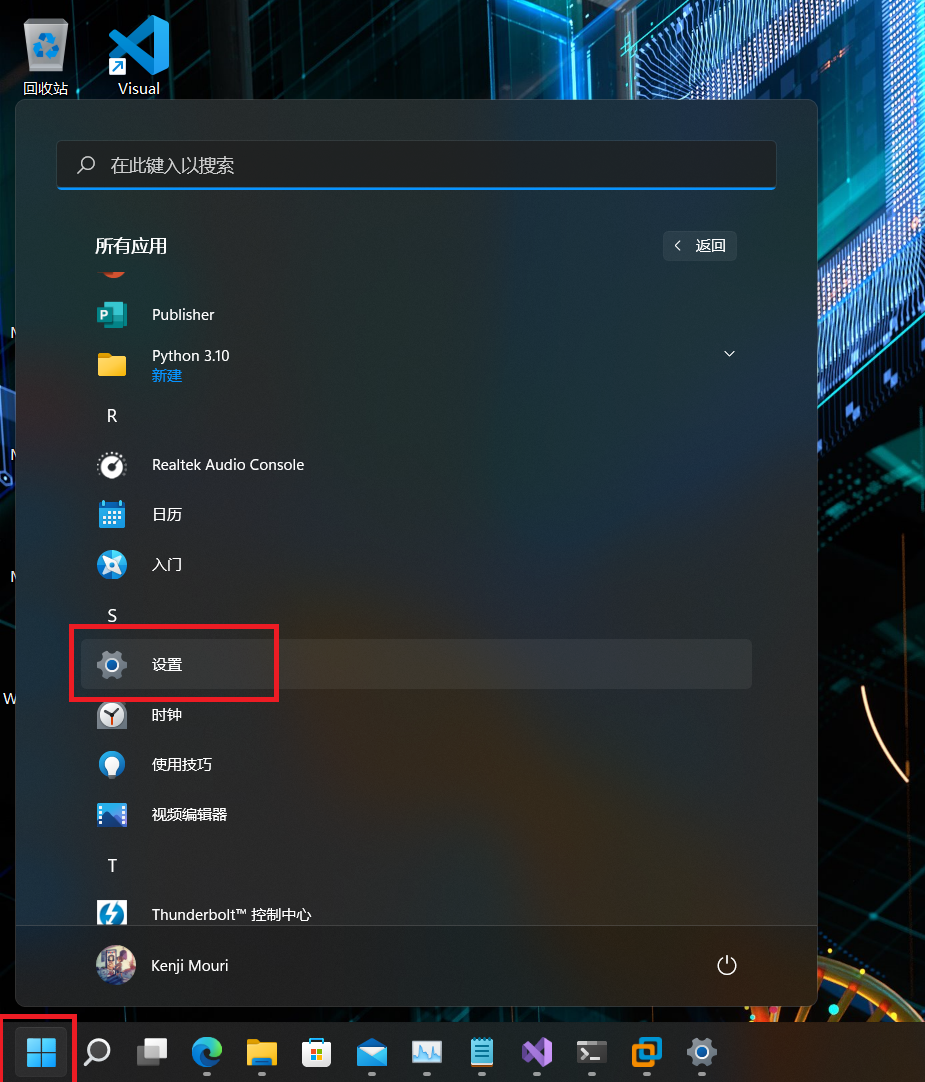 回收站
Visual
在此键入以搜索
所有应用
返回
Publisher
Python 3.10
新建
R
Realtek Audio Console
日历
入门
S
设置
时钟
使用技巧
视频编辑器
T
Thunderbolt™ 控制中心
Kenji Mouri